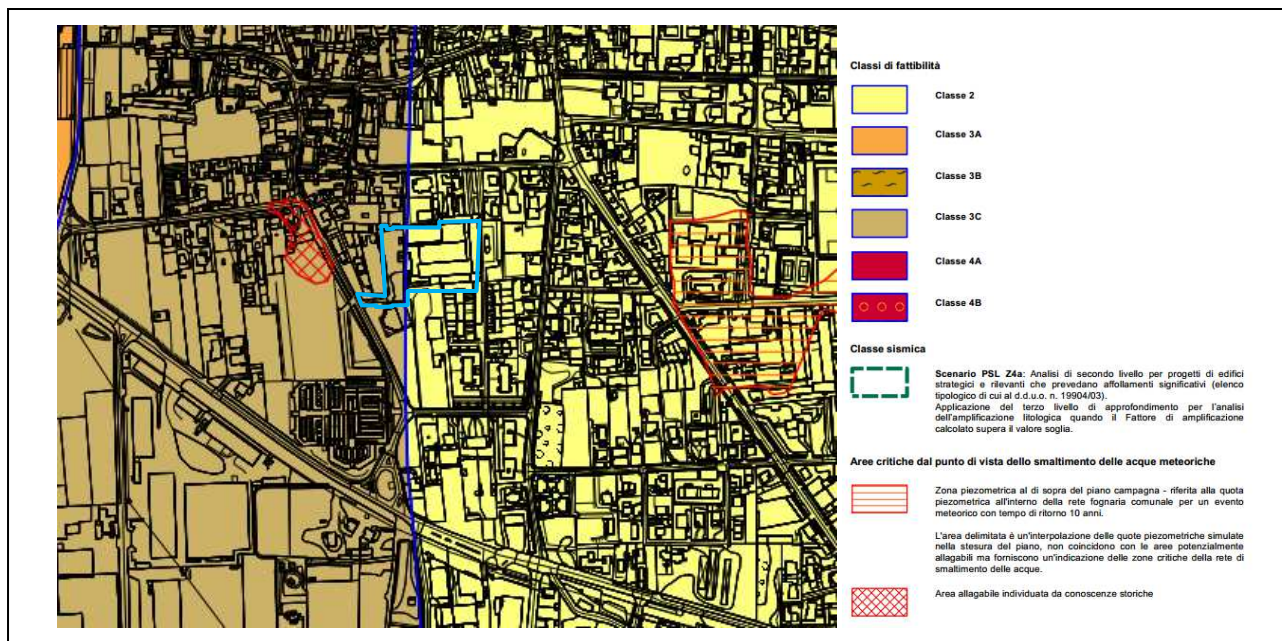 Classi di fattibilità
Classe 2
Classe 3A
Classe 3B
Classe 3C
Classe 4A
Classe 4B
Classe sismica
Scenario PSL Z4a: Analisi di secondo livello per progetti di edifici
strategici e rilevanti che prevedano affollamenti significativi (elenco
tipologico di cui al d.d.u.o. n. 19904/03).
Applicazione del terzo livello di approfondimento per l'analisi
dell'amplificazione litologica quando il Fattore di amplificazione
calcolato supera il valore soglia.
Aree critiche dal punto di vista dello smaltimento delle acque meteoriche
Zona piezometrica al di sopra del piano campagna - riferita alla quota
piezometrica all'interno della rete fognaria comunale per un evento
meteorico con tempo di ritorno 10 anni.
L'area delimitata è un'interpolazione delle quote piezometriche simulate
nella stesura del piano, non coincidono con le aree potenzialmente
allagabili ma forniscono un'indicazione delle zone critiche della rete di
smaltimento delle acque.
Area allagabile individuata da conoscenze storiche